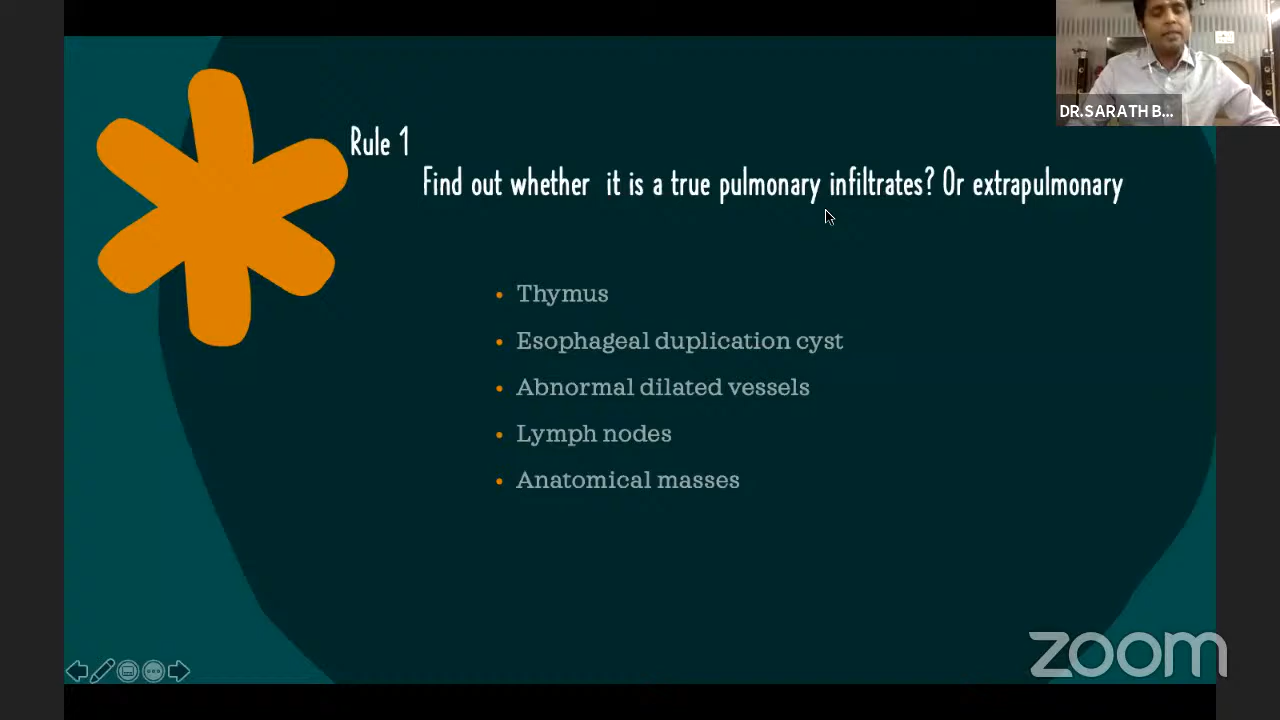 DR.SARATH B...
Rule 1
Find out whether it is a true pulmonary infiltrates? Or extrapulmonary
• Thymus
• Esophageal duplication cyst
• Abnormal dilated vessels
• Lymph nodes
• Anatomical masses
zoom